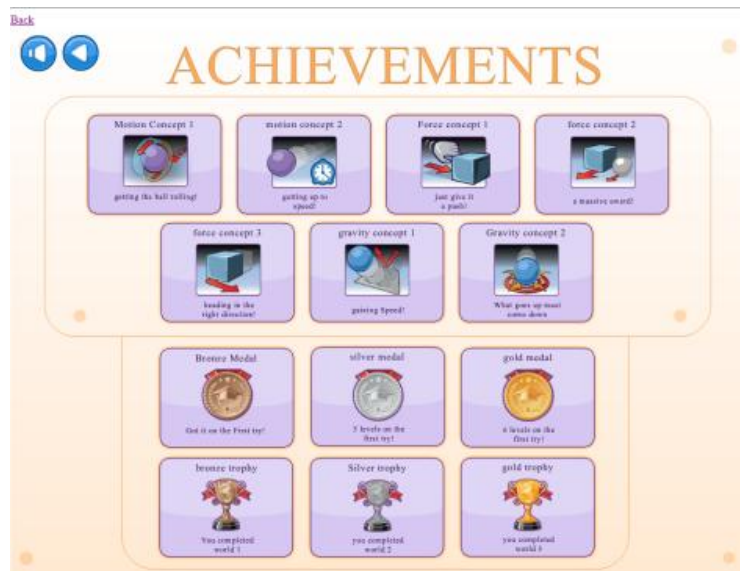 Back
ACHIEVEMENTS
Motion Concept 1
motion concept 2
Force concept 1
force concept 2
getting the ball rolling!
getting up to
speed!
just give it
a push!
a massive award!
force concept 3
gravity concept 1
Gravity concept 2
heading in the
right direction!
gaining Speed!
What goes up must
come down
Bronze Medal
silver medal
gold medal
Got it on the First try!
3 levels on the
first try!
6 levels on the
first try!
bronze trophy
Silver trophy
gold trophy
You completed
world 1
you completed
world 2
you completed
world 3